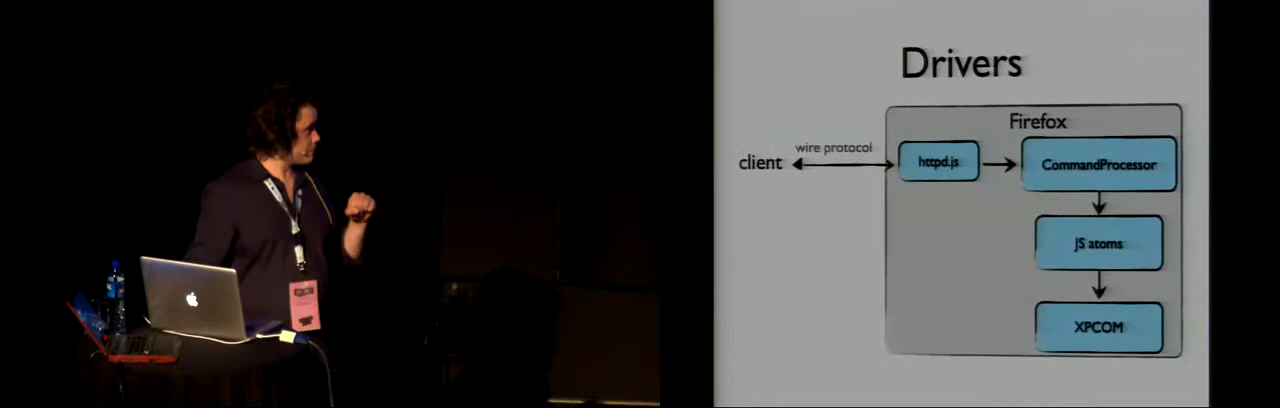 Drivers
Firefox
client
wire protocol
httpd.js
CommandProcessor
JS atoms
XPCOM